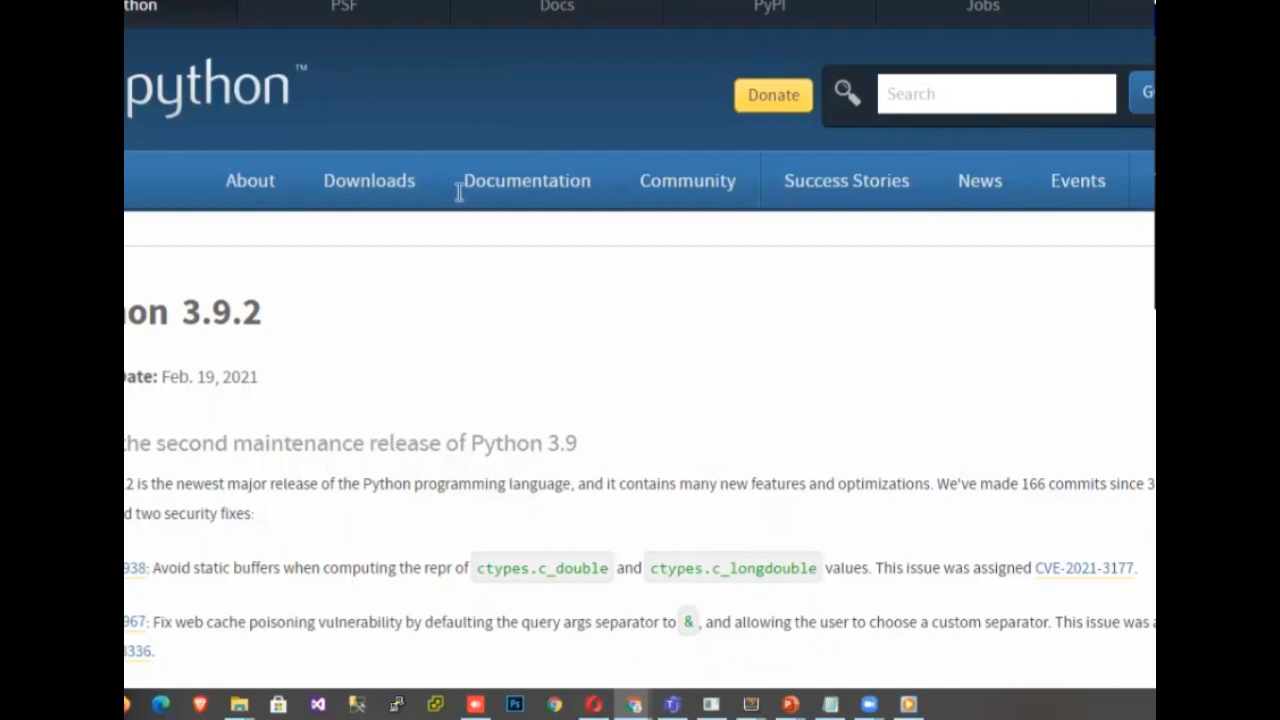 thon PSF Docs PyPI Jobs
python™
Donate Search G
About Downloads Documentation Community Success Stories News Events
on 3.9.2
ate: Feb. 19, 2021
the second maintenance release of Python 3.9
.2 is the newest major release of the Python programming language, and it contains many new features and optimizations. We've made 166 commits since 3
d two security fixes:
938: Avoid static buffers when computing the repr of ctypes.c_double and ctypes.c_longdouble values. This issue was assigned CVE-2021-3177.
967: Fix web cache poisoning vulnerability by defaulting the query args separator to &, and allowing the user to choose a custom separator. This issue was a
3336.